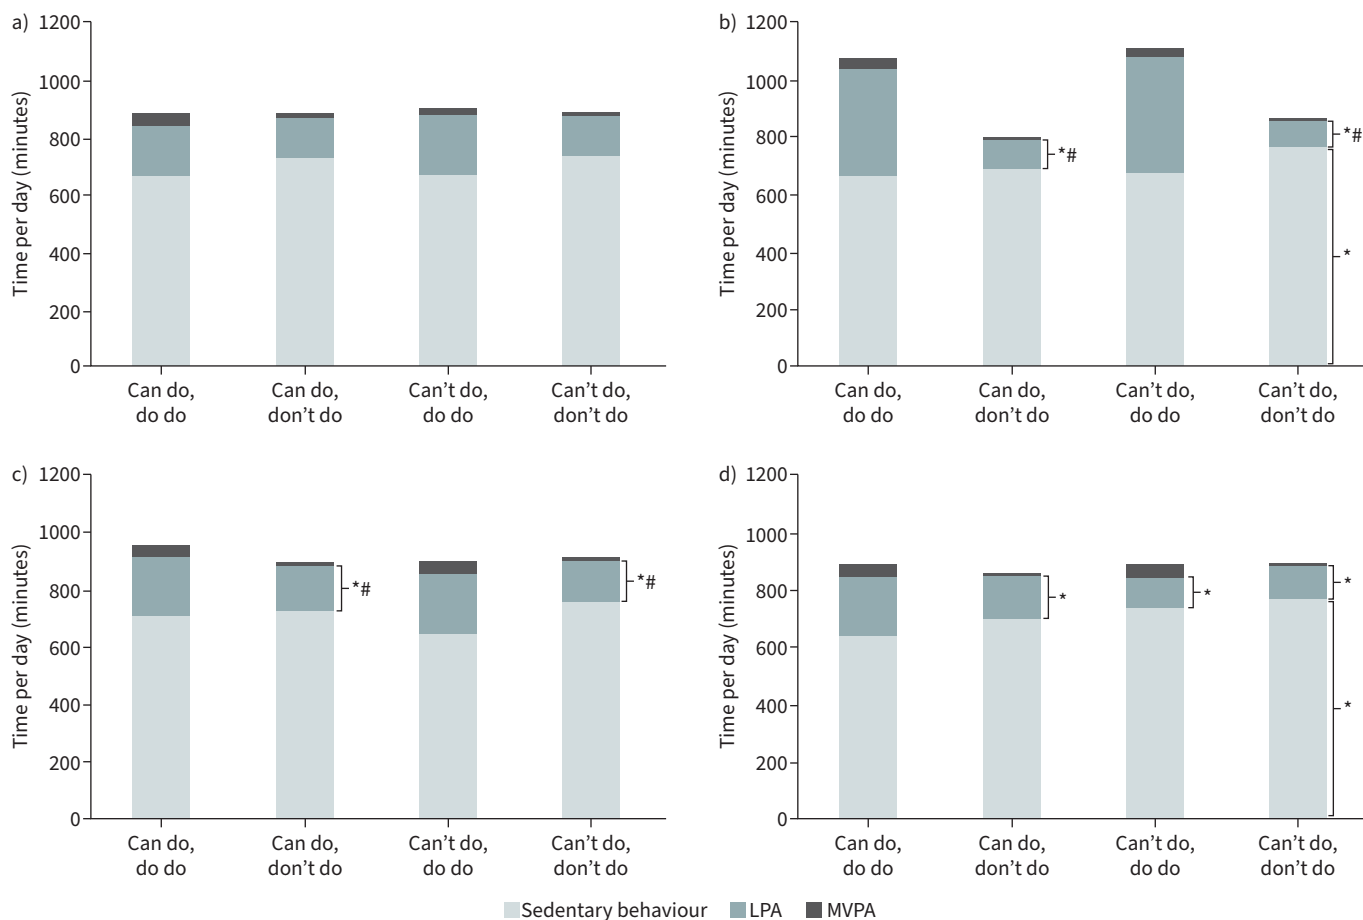 a)
Time per day (minutes)
1200
1000
800
600
400
200
0
Can do,
do do
Can do,
don't do
Can't do,
do do
Can't do,
don't do
b)
Time per day (minutes)
1200
1000
800
600
400
200
0
*#
*#
*
Can do,
do do
Can do,
don't do
Can't do,
do do
Can't do,
don't do
c)
Time per day (minutes)
1200
1000
800
600
400
200
0
*#
*#
Can do,
do do
Can do,
don't do
Can't do,
do do
Can't do,
don't do
d)
Time per day (minutes)
1200
1000
800
600
400
200
0
*
*
*
*
Can do,
do do
Can do,
don't do
Can't do,
do do
Can't do,
don't do
Sedentary behaviour LPA MVPA